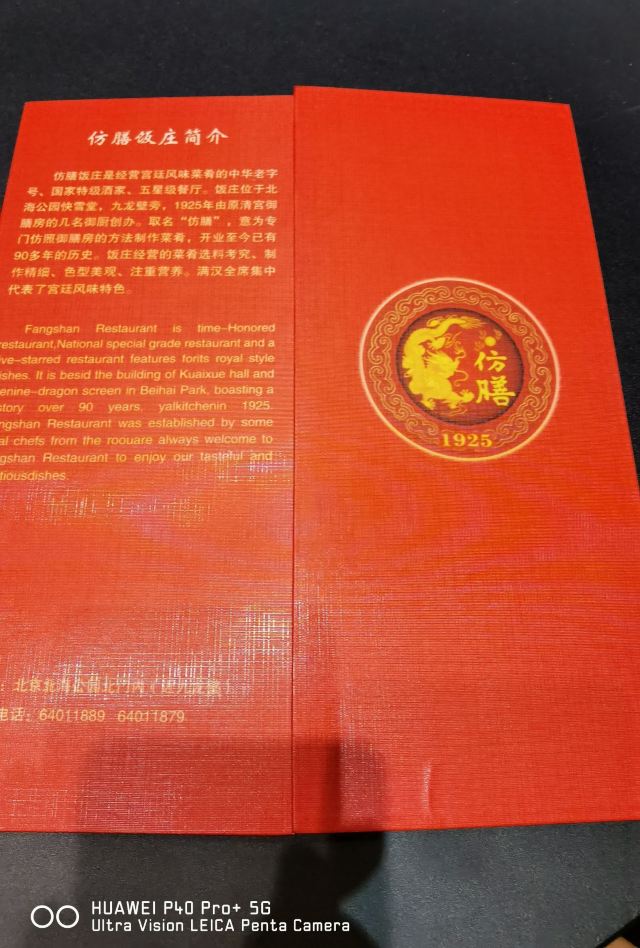 仿膳饭庄简介
仿膳饭庄是经营宫廷风味菜肴的中华老字
号、国家特级酒家、五星级餐厅。饭庄位于北
海公园快雪堂，九龙壁旁，1925年由原清宫御
膳房的几名御厨创办。取名“仿膳”，意为专
门仿照御膳房的方法制作菜肴，开业至今已有
90多年的历史。饭庄经营的菜肴选料考究、制
作精细、色型美观、注重营养。满汉全席集中
代表了宫廷风味特色。
Fangshan Restaurant is time-Honored
restaurant,National special grade restaurant and a
ive-starred restaurant features forits royal style
ishes. It is besid the building of Kuaixue hall and
enine-dragon screen in Beihai Park, boasting a
story over 90 years, yalkitchenin 1925.
ngshan Restaurant was established by some
al chefs from the roouare always welcome to
gshan Restaurant to enjoy our tasteful and
tiousdishes.
：北京北海公园北门内
电话：64011889 64011879
仿膳
1925
HUAWEI P40 Pro+ 5G
Ultra Vision LEICA Penta Camera